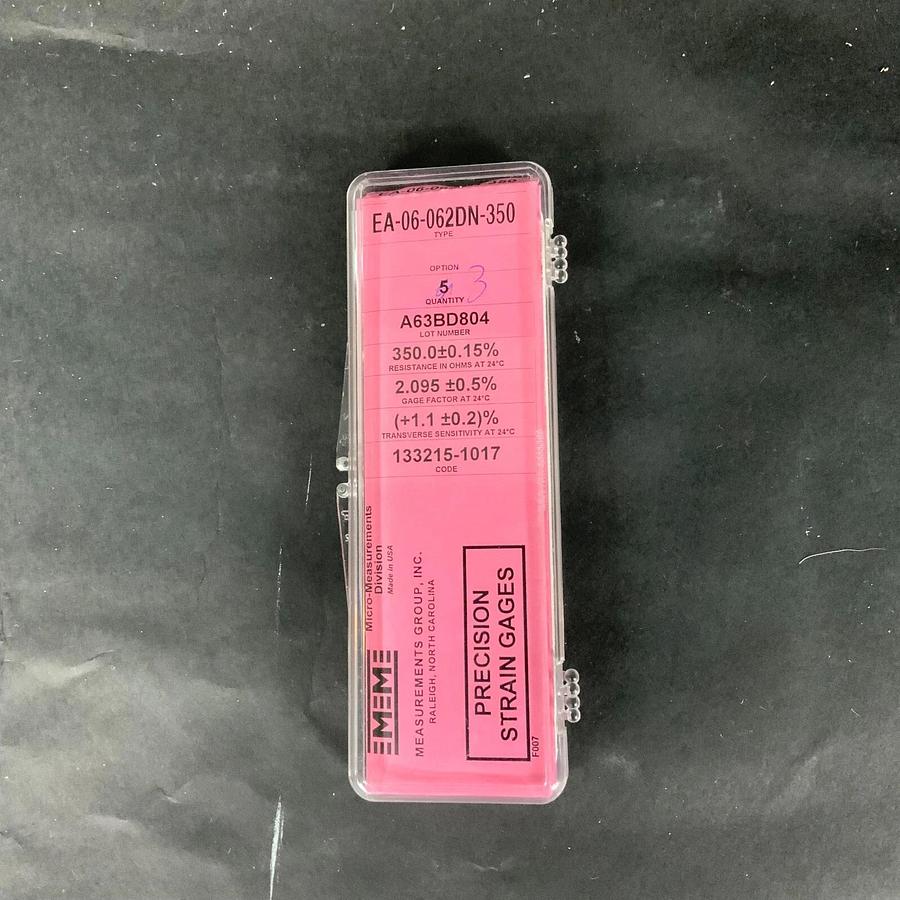 EA-06-062DN-350
TYPE
OPTION
5 3
QUANTITY
A63BD804
LOT NUMBER
350.0±0.15%
RESISTANCE IN OHMS AT 24°C
2.095 ±0.5%
GAGE FACTOR AT 24°C
(+1.1 ±0.2)%
TRANSVERSE SENSITIVITY AT 24°C
133215-1017
CODE
Micro-Measurements
Division
Made in USA
MM
MEASUREMENTS GROUP, INC.
RALEIGH, NORTH CAROLINA
PRECISION
STRAIN GAGES
F007